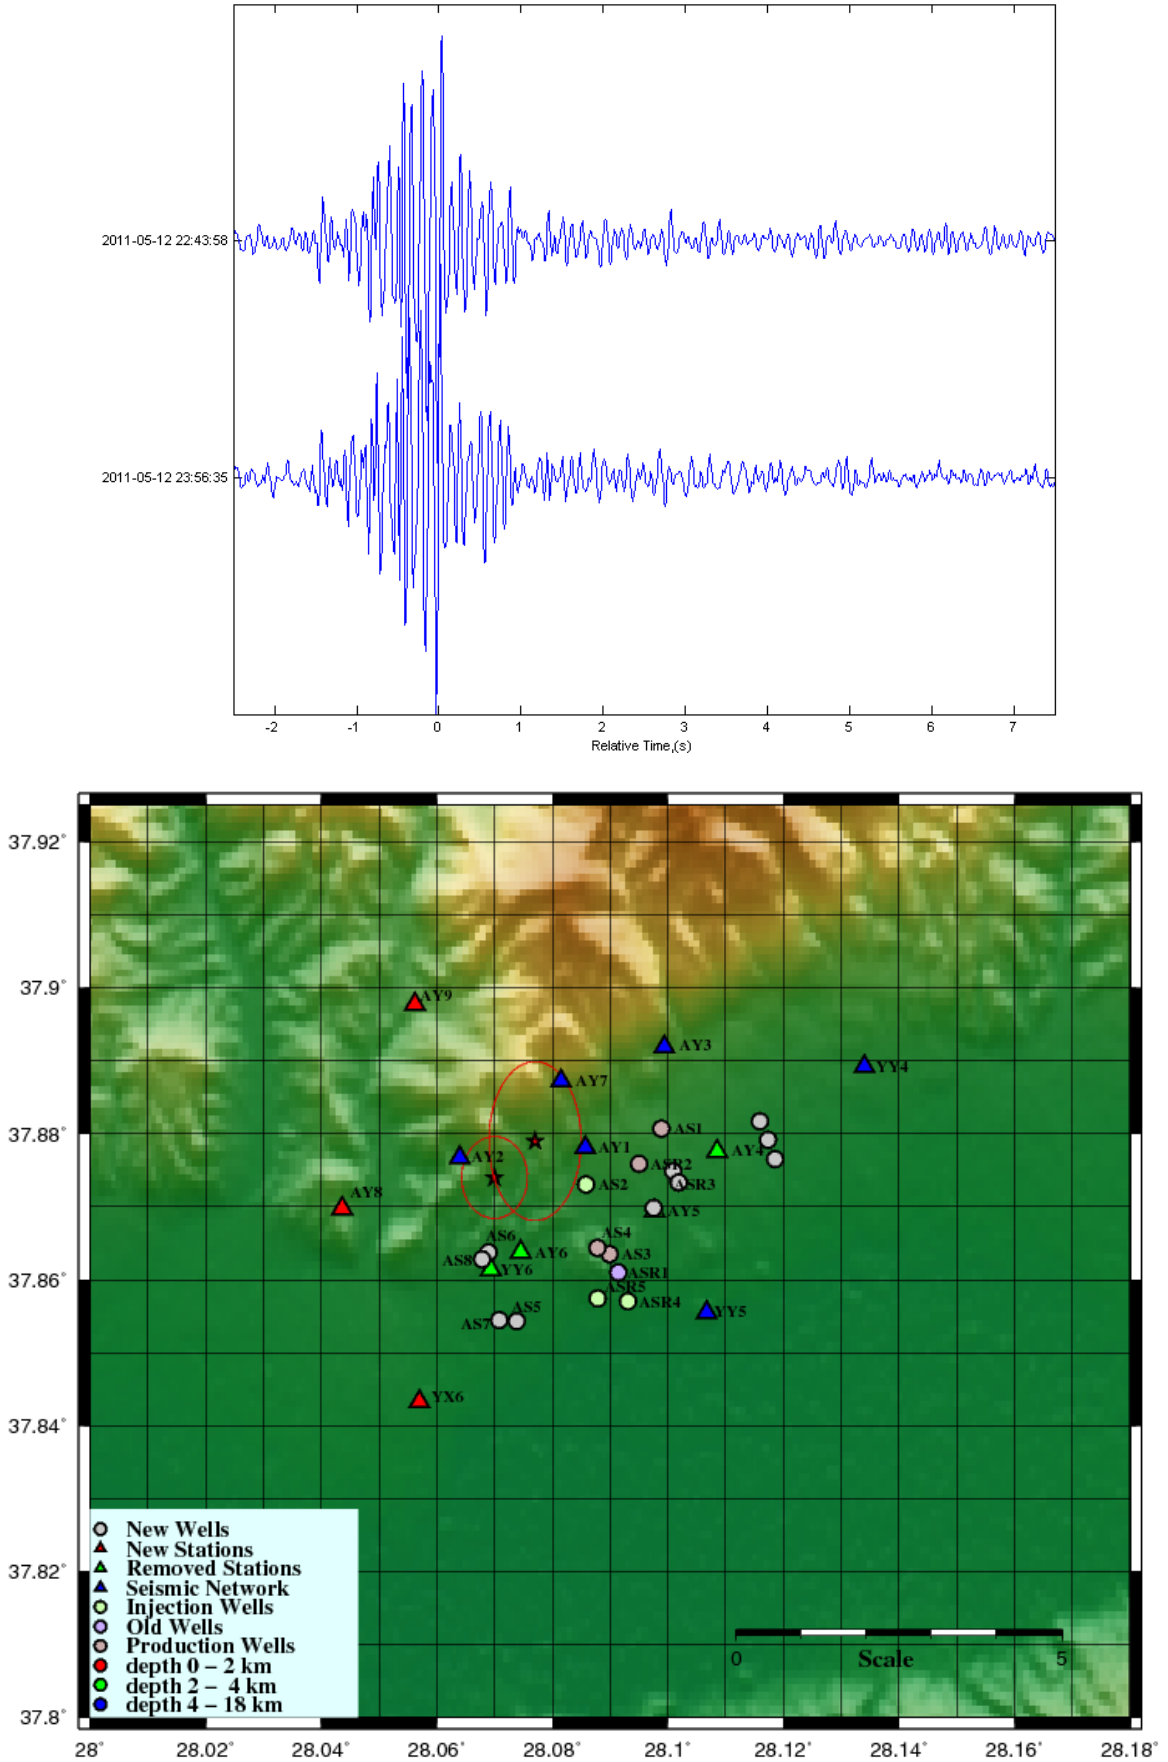 2011-05-12 22:43:58
2011-05-12 23:56:35
-2 -1 0 1 2 3 4 5 6 7
Relative Time,(s)
37.92°
37.9°
AY9
AY3
AY7
YY4
37.88°
AS1
AY1
AY4
AY2
ASR2
AS2
ASR3
AY8
AY5
AS6
AS4
AS8
AY6
AS3
YY6
37.86°
ASR1
ASR5
ASR4
AS5
YY5
AS7
YX6
37.84°
New Wells
New Stations
Removed Stations
37.82°
Seismic Network
Injection Wells
Old Wells
Production Wells
0 Scale 5
depth 0 – 2 km
depth 2 – 4 km
depth 4 – 18 km
37.8°
28° 28.02° 28.04° 28.06° 28.08° 28.1° 28.12° 28.14° 28.16° 28.18°